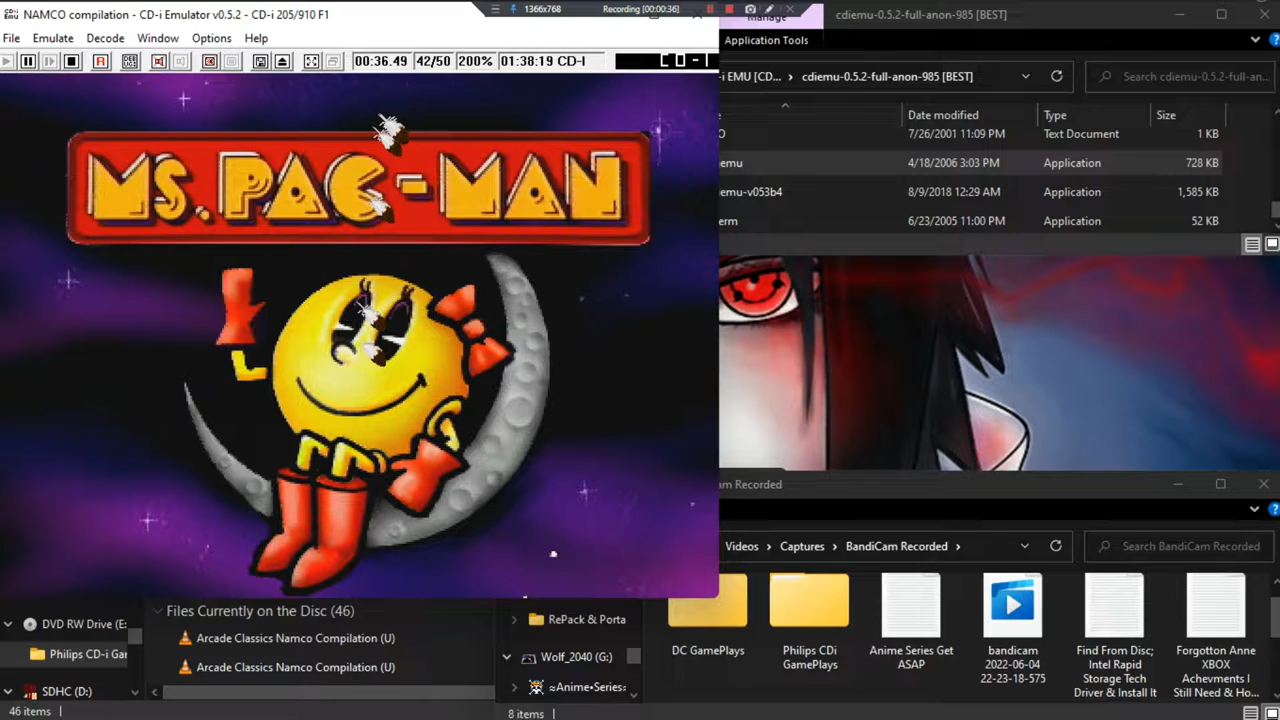 NAMCO compilation - CD-i Emulator v0.5.2 - CD-i 205/910 F1
1366x768
Recording [00:00:36]
Manage
cdiemu-0.5.2-full-anon-985 [BEST]
File Emulate Decode Window Options Help
Application Tools
00:36.49 42/50 200% 01:38:19 CD-I
CD-I
-i EMU [CD... › cdiemu-0.5.2-full-anon-985 [BEST]
Search cdiemu-0.5.2-full-an...
Date modified Type Size
O 7/26/2001 11:09 PM Text Document 1 KB
emu 4/18/2006 3:03 PM Application 728 KB
emu-v053b4 8/9/2018 12:29 AM Application 1,585 KB
erm 6/23/2005 11:00 PM Application 52 KB
MS. PAC-MAN
am Recorded
Videos › Captures › BandiCam Recorded ›
Search BandiCam Recorded
DVD RW Drive (E:
Philips CD-i Gar
SDHC (D:)
Files Currently on the Disc (46)
Arcade Classics Namco Compilation (U)
Arcade Classics Namco Compilation (U)
RePack & Porta
Wolf_2040 (G:)
≈Anime•Series:
DC GamePlays
Philips CDi GamePlays
Anime Series Get ASAP
bandicam 2022-06-04 22-23-18-575
Find From Disc; Intel Rapid Storage Tech Driver & Install It
Forgotton Anne XBOX Achevments I Still Need & Ho...
46 items
8 items